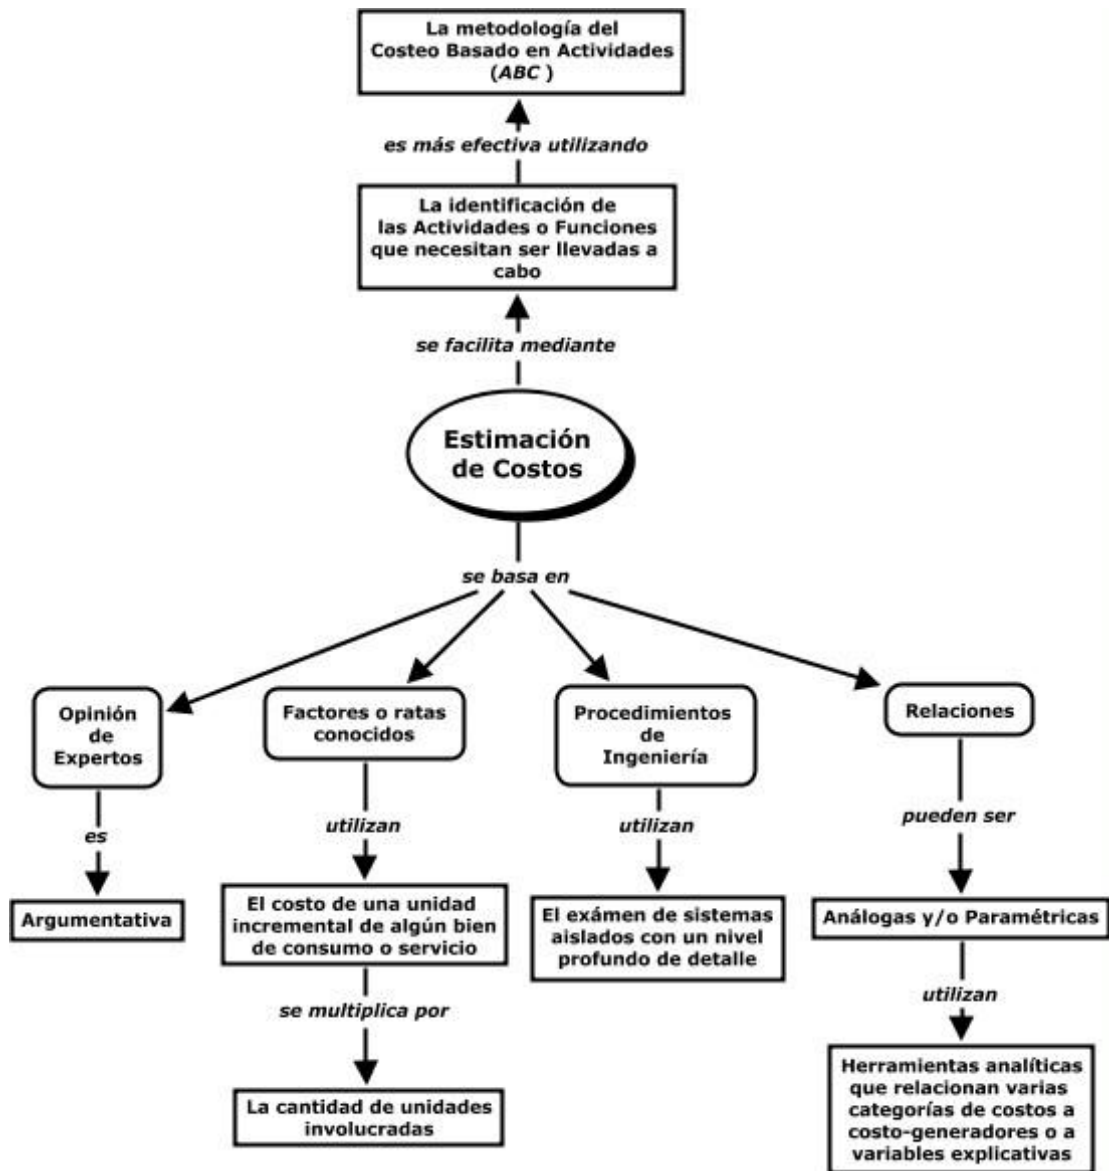 La metodología del
Costeo Basado en Actividades
(ABC )
es más efectiva utilizando
La identificación de
las Actividades o Funciones
que necesitan ser llevadas a
cabo
se facilita mediante
Estimación
de Costos
se basa en
Opinión
de
Expertos
es
Argumentativa
Factores o ratas
conocidos
utilizan
El costo de una unidad
incremental de algún bien
de consumo o servicio
se multiplica por
La cantidad de unidades
involucradas
Procedimientos
de
Ingeniería
utilizan
El exámen de sistemas
aislados con un nivel
profundo de detalle
Relaciones
pueden ser
Análogas y/o Paramétricas
utilizan
Herramientas analíticas
que relacionan varias
categorías de costos a
costo-generadores o a
variables explicativas